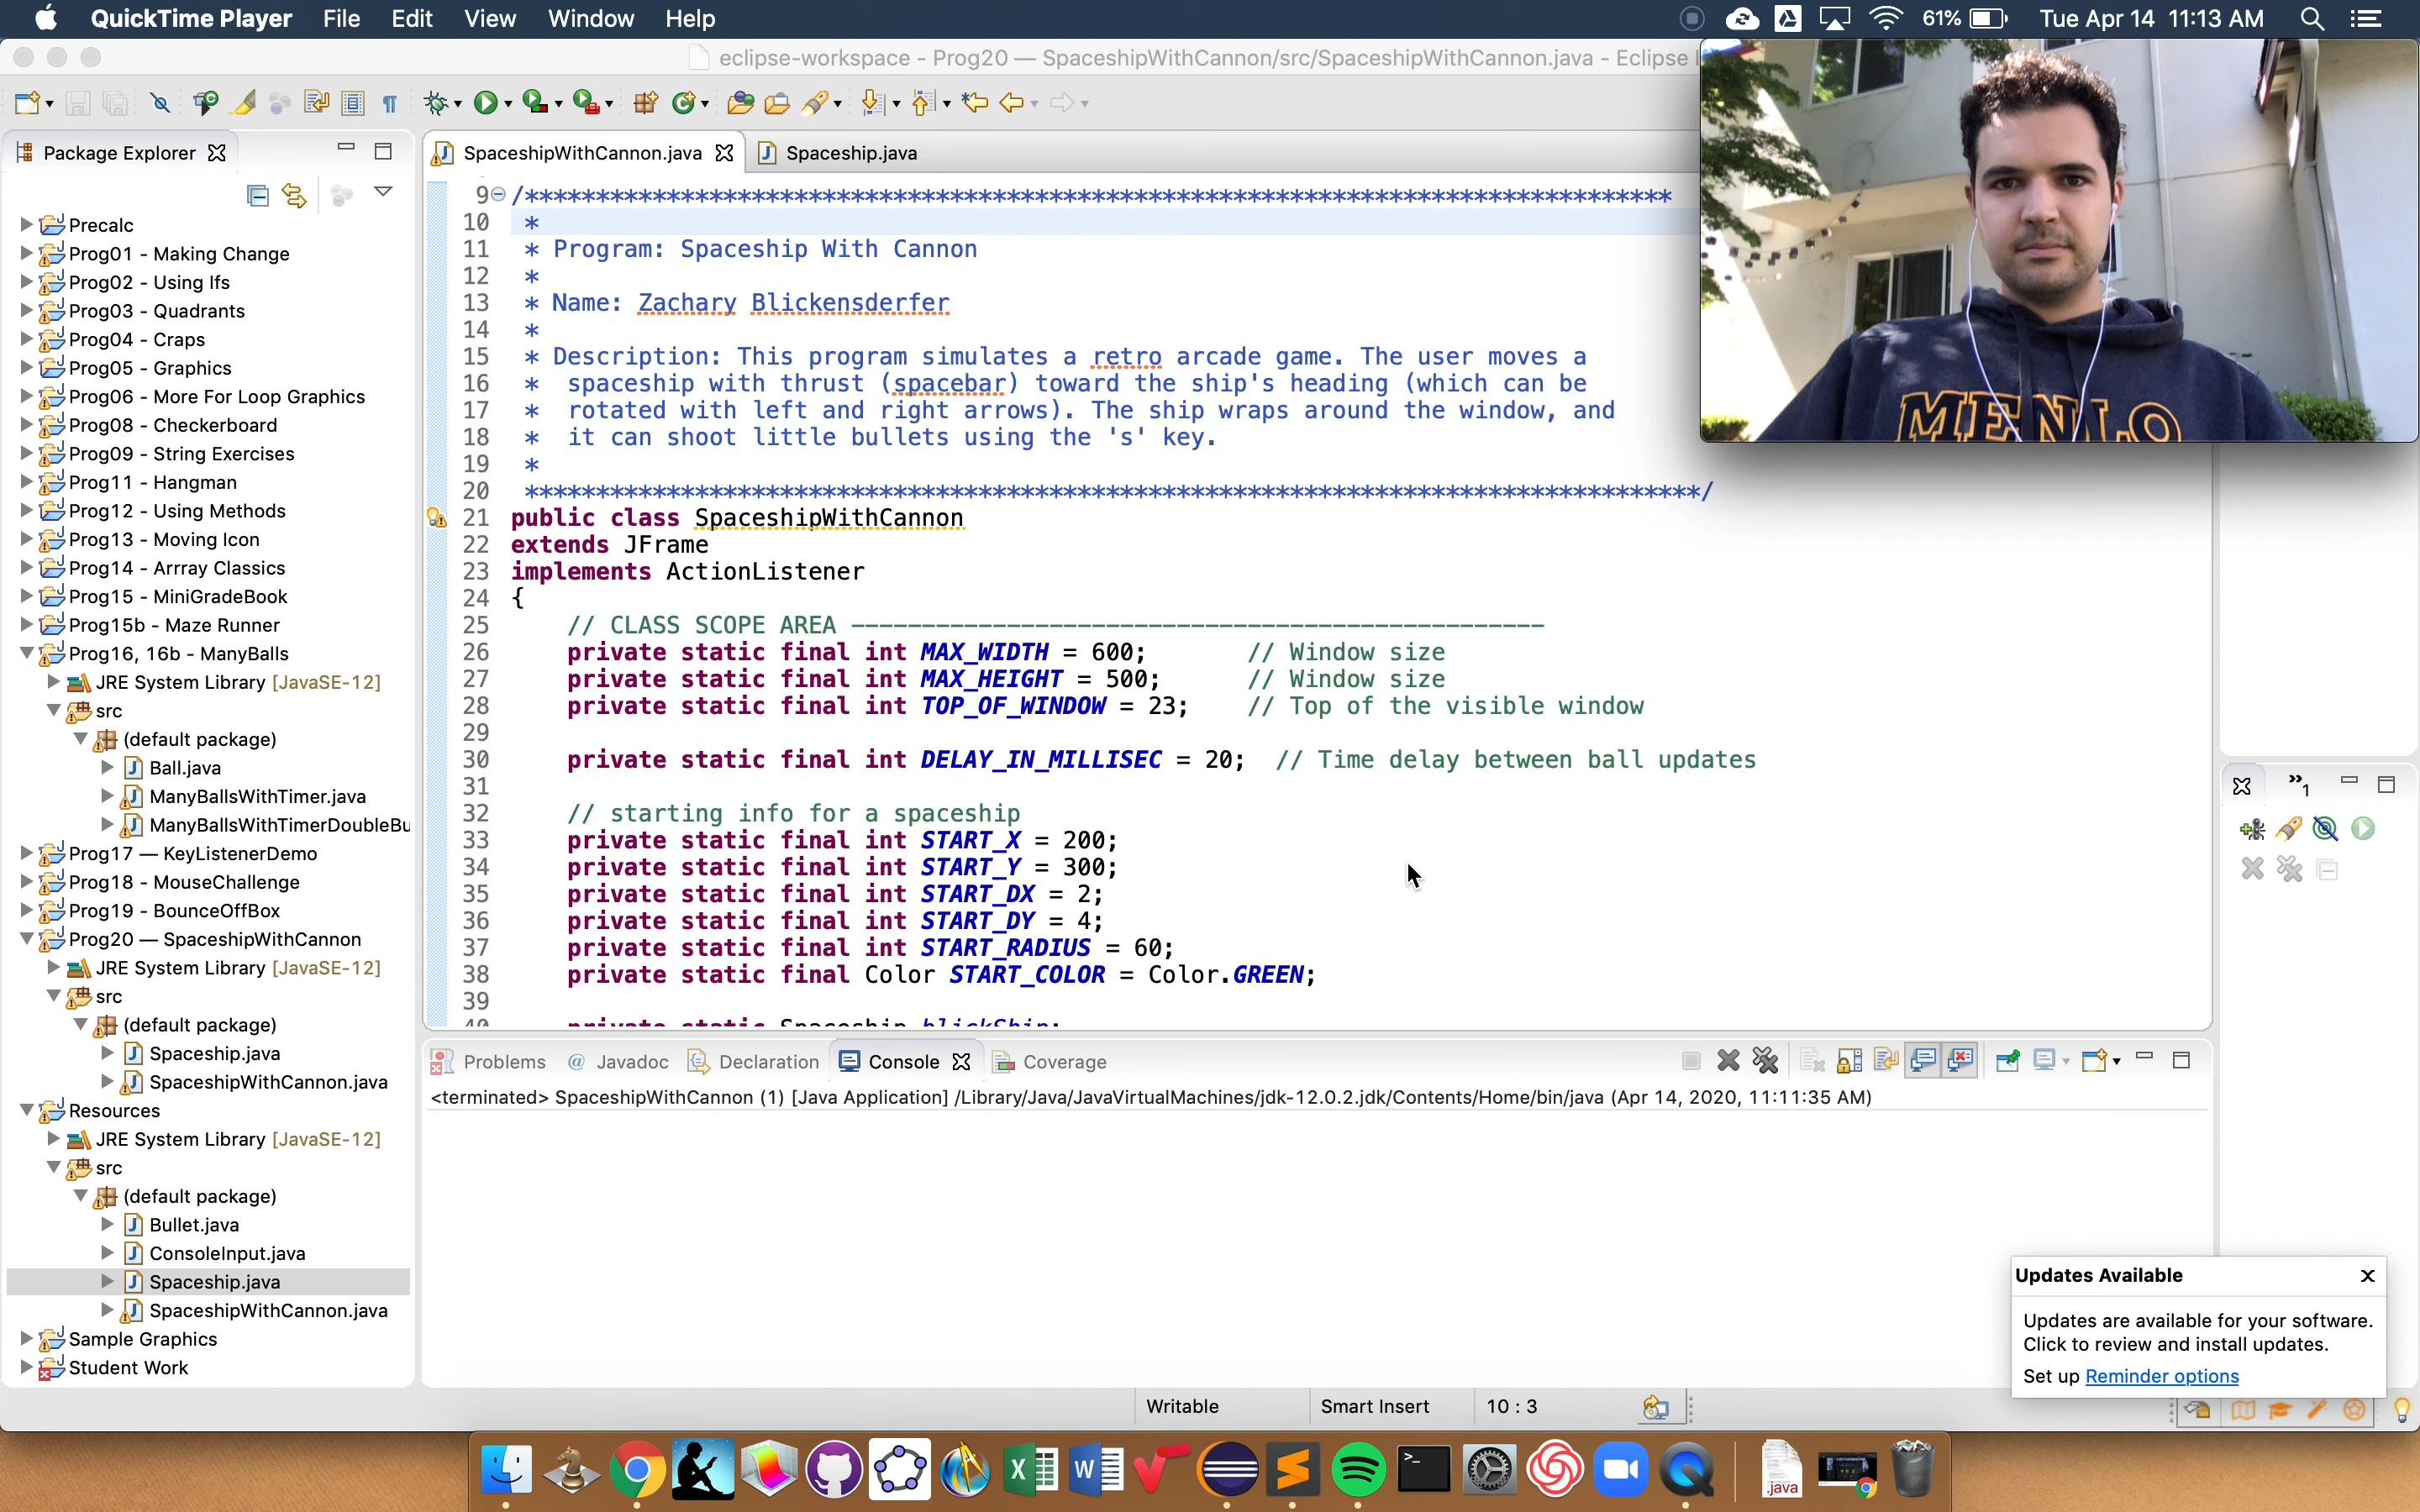 QuickTime Player File Edit View Window Help 61% Tue Apr 14 11:13 AM
eclipse-workspace - Prog20 — SpaceshipWithCannon/src/SpaceshipWithCannon.java - Eclipse
Package Explorer
Precalc
Prog01 - Making Change
Prog02 - Using Ifs
Prog03 - Quadrants
Prog04 - Craps
Prog05 - Graphics
Prog06 - More For Loop Graphics
Prog08 - Checkerboard
Prog09 - String Exercises
Prog11 - Hangman
Prog12 - Using Methods
Prog13 - Moving Icon
Prog14 - Arrray Classics
Prog15 - MiniGradeBook
Prog15b - Maze Runner
Prog16, 16b - ManyBalls
JRE System Library [JavaSE-12]
src
(default package)
Ball.java
ManyBallsWithTimer.java
ManyBallsWithTimerDoubleBu
Prog17 — KeyListenerDemo
Prog18 - MouseChallenge
Prog19 - BounceOffBox
Prog20 — SpaceshipWithCannon
JRE System Library [JavaSE-12]
src
(default package)
Spaceship.java
SpaceshipWithCannon.java
Resources
JRE System Library [JavaSE-12]
src
(default package)
Bullet.java
ConsoleInput.java
Spaceship.java
SpaceshipWithCannon.java
Sample Graphics
Student Work
SpaceshipWithCannon.java Spaceship.java
9 /*********************************************************************************
10 *
11 * Program: Spaceship With Cannon
12 *
13 * Name: Zachary Blickensderfer
14 *
15 * Description: This program simulates a retro arcade game. The user moves a
16 * spaceship with thrust (spacebar) toward the ship's heading (which can be
17 * rotated with left and right arrows). The ship wraps around the window, and
18 * it can shoot little bullets using the 's' key.
19 *
20 ***********************************************************************************/
21 public class SpaceshipWithCannon
22 extends JFrame
23 implements ActionListener
24 {
25 // CLASS SCOPE AREA -------------------------------------------------
26 private static final int MAX_WIDTH = 600; // Window size
27 private static final int MAX_HEIGHT = 500; // Window size
28 private static final int TOP_OF_WINDOW = 23; // Top of the visible window
29
30 private static final int DELAY_IN_MILLISEC = 20; // Time delay between ball updates
31
32 // starting info for a spaceship
33 private static final int START_X = 200;
34 private static final int START_Y = 300;
35 private static final int START_DX = 2;
36 private static final int START_DY = 4;
37 private static final int START_RADIUS = 60;
38 private static final Color START_COLOR = Color.GREEN;
39
40 private static Spaceship blickShip;
MENLO
1
Problems @ Javadoc Declaration Console Coverage
<terminated> SpaceshipWithCannon (1) [Java Application] /Library/Java/JavaVirtualMachines/jdk-12.0.2.jdk/Contents/Home/bin/java (Apr 14, 2020, 11:11:35 AM)
Updates Available
Updates are available for your software.
Click to review and install updates.
Set up Reminder options
Writable Smart Insert 10 : 3
.java